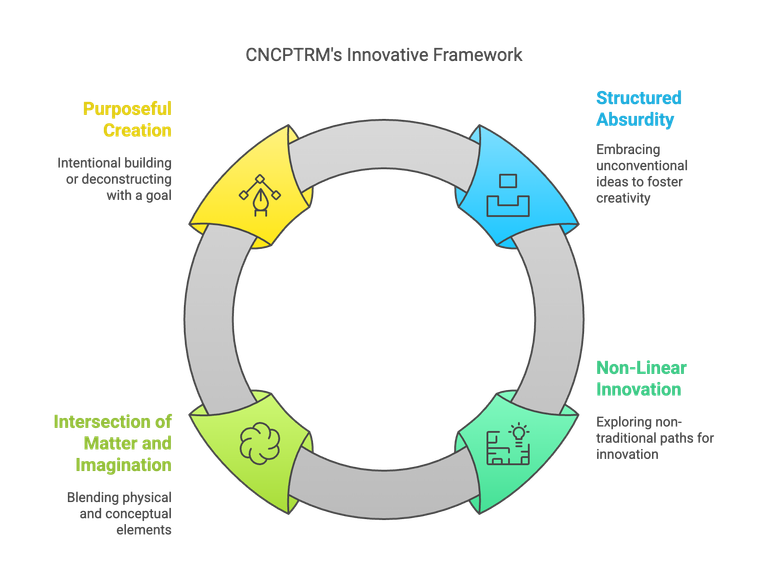 CNCPTRM's Innovative Framework
Purposeful
Creation
Intentional building
or deconstructing
with a goal
Structured
Absurdity
Embracing
unconventional
ideas to foster
creativity
Intersection of
Matter and
Imagination
Blending physical
and conceptual
elements
Non-Linear
Innovation
Exploring non-
traditional paths for
innovation